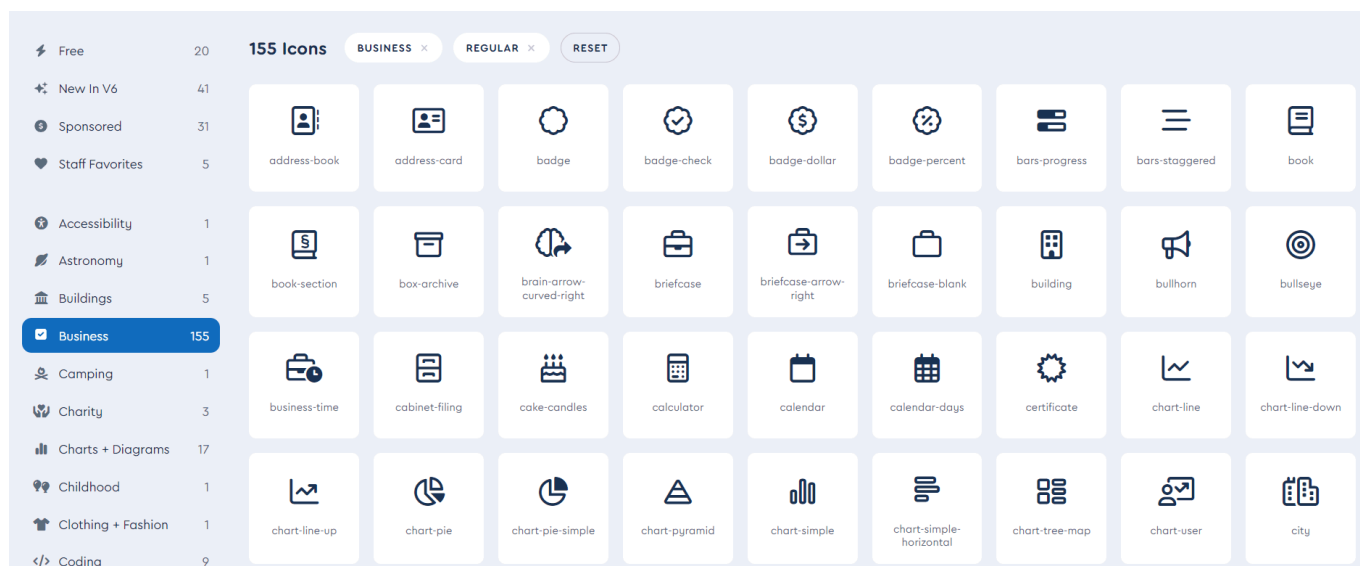 Free 20
New In V6 41
Sponsored 31
Staff Favorites 5
Accessibility 1
Astronomy 1
Buildings 5
Business 155
Camping 1
Charity 3
Charts + Diagrams 17
Childhood 1
Clothing + Fashion 1
Coding 9
155 Icons BUSINESS × REGULAR × RESET
address-book address-card badge badge-check badge-dollar badge-percent bars-progress bars-staggered book
book-section box-archive brain-arrow- briefcase briefcase-arrow- briefcase-blank building bullhorn bullseye
curved-right right
business-time cabinet-filing cake-candles calculator calendar calendar-days certificate chart-line chart-line-down
chart-line-up chart-pie chart-pie-simple chart-pyramid chart-simple chart-simple- chart-tree-map chart-user city
horizontal